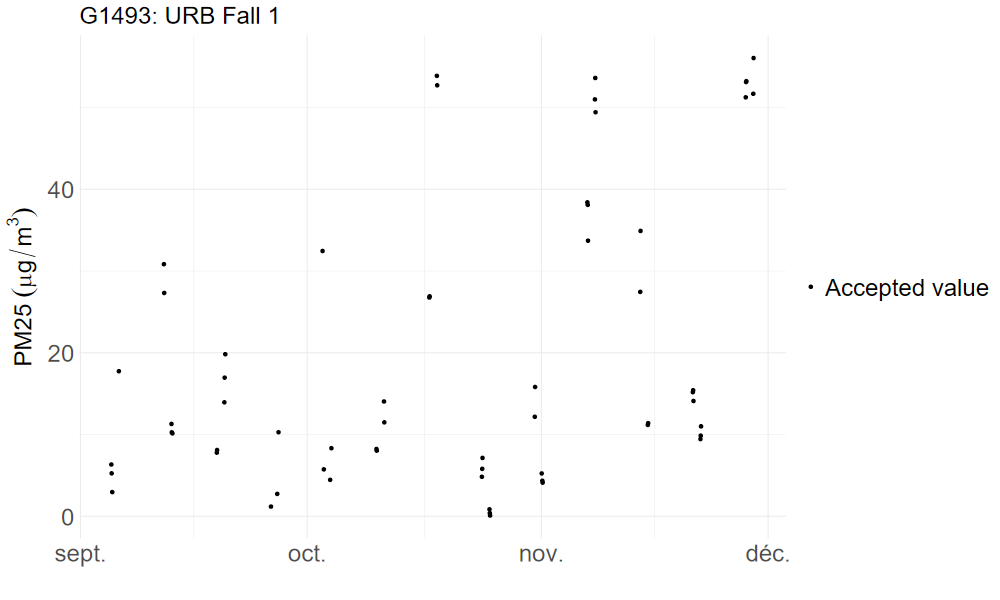 G1493: URB Fall 1
PM25 (μg/m³)
40
20
0
sept.
oct.
nov.
déc.
Accepted value